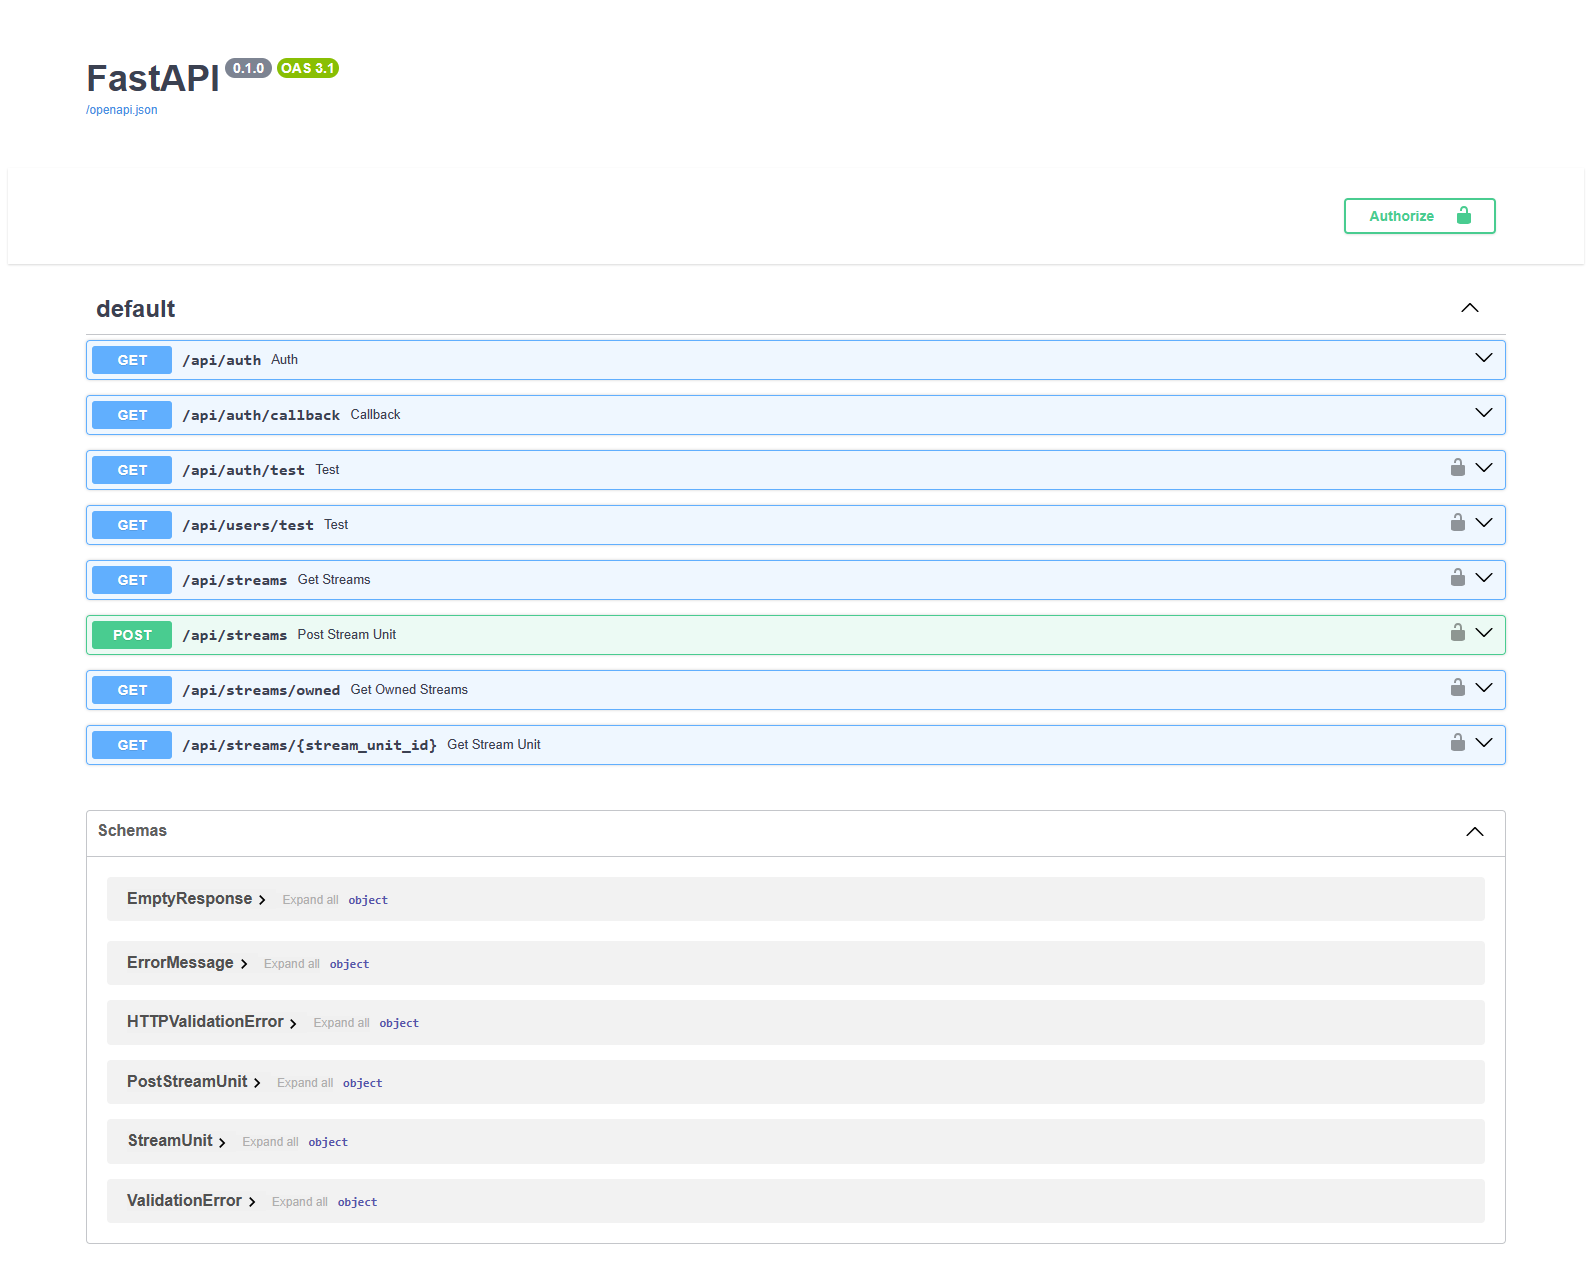 FastAPI 0.1.0 OAS 3.1
/openapi.json
Authorize
default
GET /api/auth Auth
GET /api/auth/callback Callback
GET /api/auth/test Test
GET /api/users/test Test
GET /api/streams Get Streams
POST /api/streams Post Stream Unit
GET /api/streams/owned Get Owned Streams
GET /api/streams/{stream_unit_id} Get Stream Unit
Schemas
EmptyResponse Expand all object
ErrorMessage Expand all object
HTTPValidationError Expand all object
PostStreamUnit Expand all object
StreamUnit Expand all object
ValidationError Expand all object